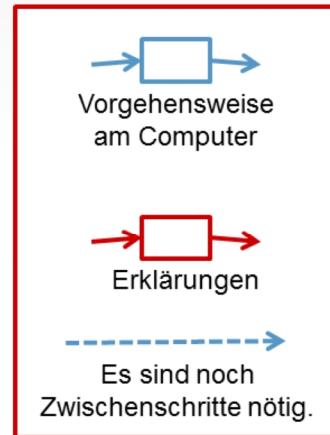 Vorgehensweise
am Computer
Erklärungen
Es sind noch
Zwischenschritte nötig.